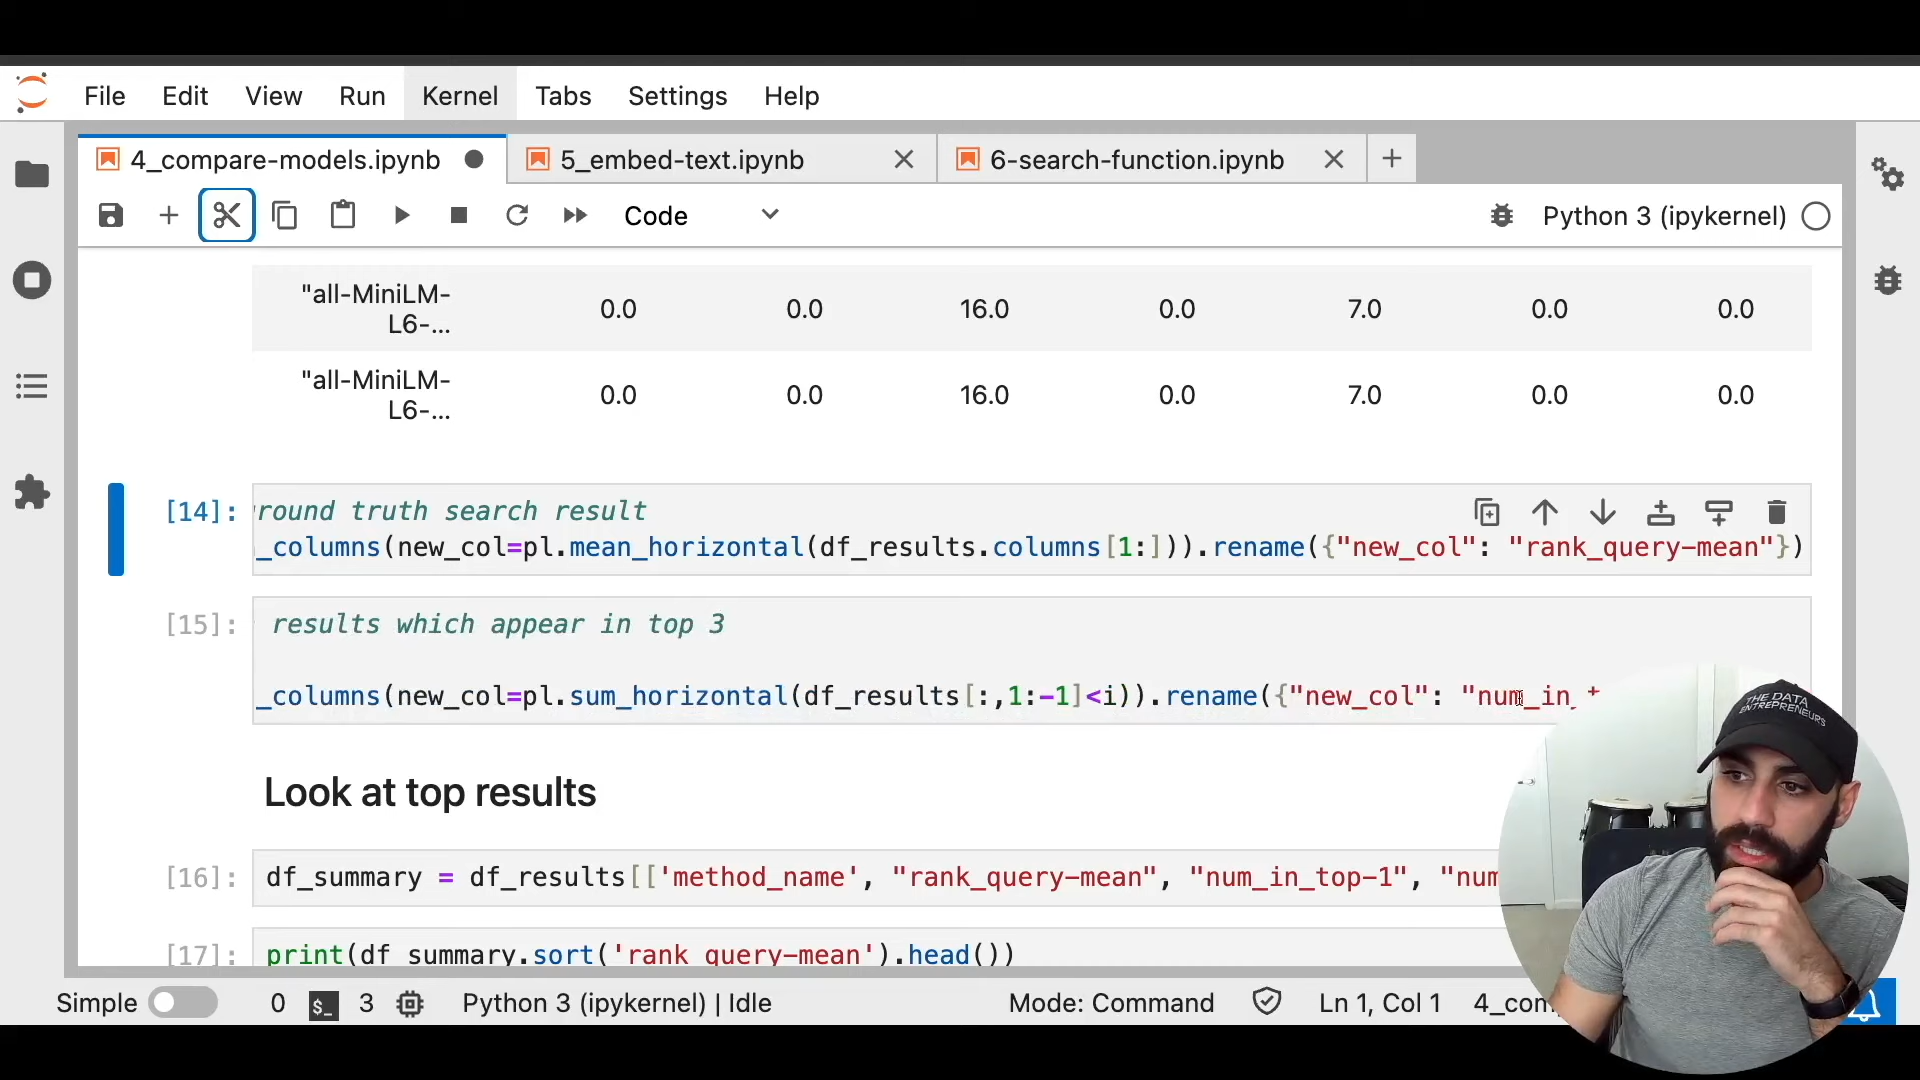 File Edit View Run Kernel Tabs Settings Help
4_compare-models.ipynb 5_embed-text.ipynb 6-search-function.ipynb
Code Python 3 (ipykernel)
"all-MiniLM-
L6-... 0.0 0.0 16.0 0.0 7.0 0.0 0.0
"all-MiniLM-
L6-... 0.0 0.0 16.0 0.0 7.0 0.0 0.0
[14]: round truth search result
_columns(new_col=pl.mean_horizontal(df_results.columns[1:])).rename({"new_col": "rank_query-mean"})
[15]: results which appear in top 3
_columns(new_col=pl.sum_horizontal(df_results[:,1:-1]<i)).rename({"new_col": "num_in_t
Look at top results
[16]: df_summary = df_results[['method_name', "rank_query-mean", "num_in_top-1", "num
[17]: print(df_summary.sort('rank_query-mean').head())
THE DATA
ENTREPRENEURS
Simple 0 $_ 3 Python 3 (ipykernel) | Idle Mode: Command Ln 1, Col 1 4_com